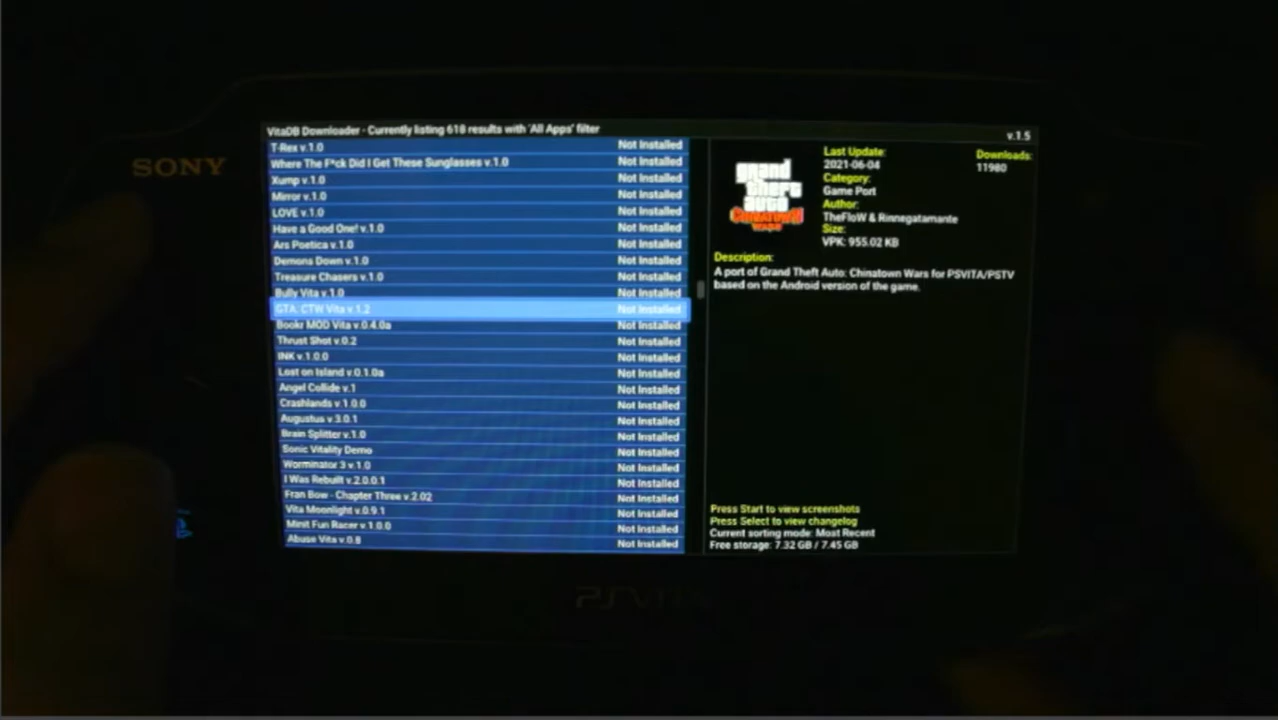 VitaDB Downloader - Currently listing 618 results with 'All Apps' filter
v.1.5
SONY
T-Rex v.1.0 Not Installed
Where The F*ck Did I Get These Sunglasses v.1.0 Not Installed
Xump v.1.0 Not Installed
Mirror v.1.0 Not Installed
LOVE v.1.0 Not Installed
Have a Good One! v.1.0 Not Installed
Ars Poetica v.1.0 Not Installed
Demons Down v.1.0 Not Installed
Treasure Chasers v.1.0 Not Installed
Bully Vita v.1.0 Not Installed
GTA: CTW Vita v.1.2 Not Installed
Bookr MOD Vita v.0.4.0a Not Installed
Thrust Shot v.0.2 Not Installed
INK v.1.0.0 Not Installed
Lost on Island v.0.1.0a Not Installed
Angel Collide v.1 Not Installed
Crashlands v.1.0.0 Not Installed
Augustus v.3.0.1 Not Installed
Brain Splitter v.1.0 Not Installed
Sonic Vitality Demo Not Installed
Worminator 3 v.1.0 Not Installed
I Was Rebuilt v.2.0.0.1 Not Installed
Fran Bow - Chapter Three v.2.02 Not Installed
Vita Moonlight v.0.9.1 Not Installed
Minit Fun Racer v.1.0.0 Not Installed
Abuse Vita v.0.8 Not Installed
grand
theft
auto
Chinatown
Wars
Last Update:
2021-06-04
Downloads:
11980
Category:
Game Port
Author:
TheFloW & Rinnegatamante
Size:
VPK: 955.02 KB
Description:
A port of Grand Theft Auto: Chinatown Wars for PSVITA/PSTV
based on the Android version of the game.
Press Start to view screenshots
Press Select to view changelog
Current sorting mode: Most Recent
Free storage: 7.32 GB / 7.45 GB
PSVITA